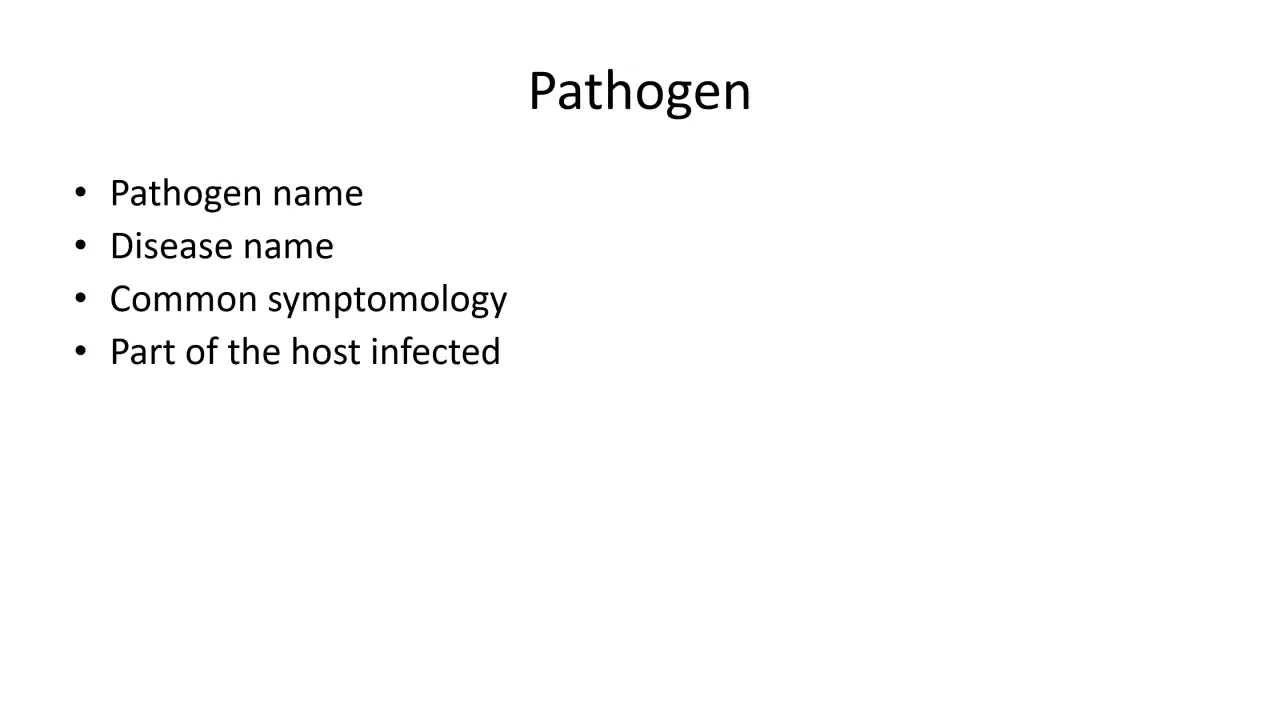 Pathogen
• Pathogen name
• Disease name
• Common symptomology
• Part of the host infected